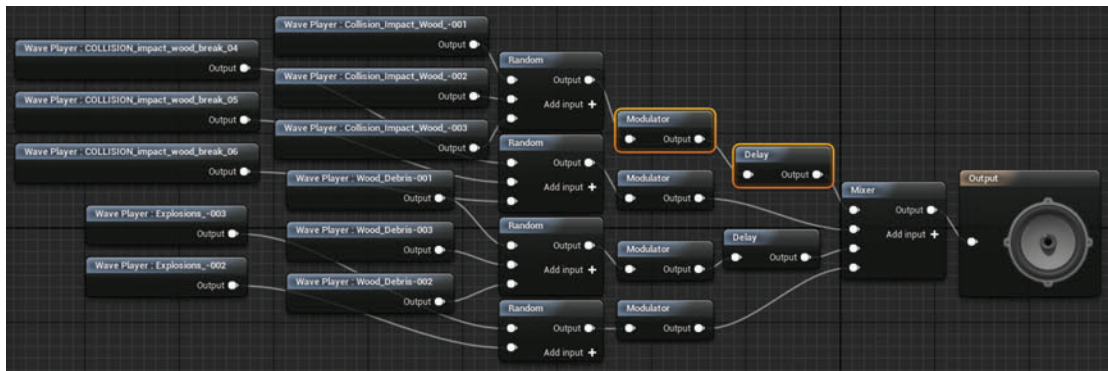 Wave Player : Collision_Impact_Wood_-001
Output
Wave Player : COLLISION_impact_wood_break_04
Output
Wave Player : Collision_Impact_Wood_-002
Output
Wave Player : COLLISION_impact_wood_break_05
Output
Wave Player : Collision_Impact_Wood_-003
Output
Wave Player : COLLISION_impact_wood_break_06
Output
Wave Player : Wood_Debris-001
Output
Wave Player : Explosions_-003
Output
Wave Player : Wood_Debris-003
Output
Wave Player : Explosions_-002
Output
Wave Player : Wood_Debris-002
Output
Random
Output
Add input
Random
Output
Add input
Random
Output
Add input
Random
Output
Add input
Modulator
Output
Modulator
Output
Modulator
Output
Modulator
Output
Delay
Output
Delay
Output
Mixer
Output
Add input
Output